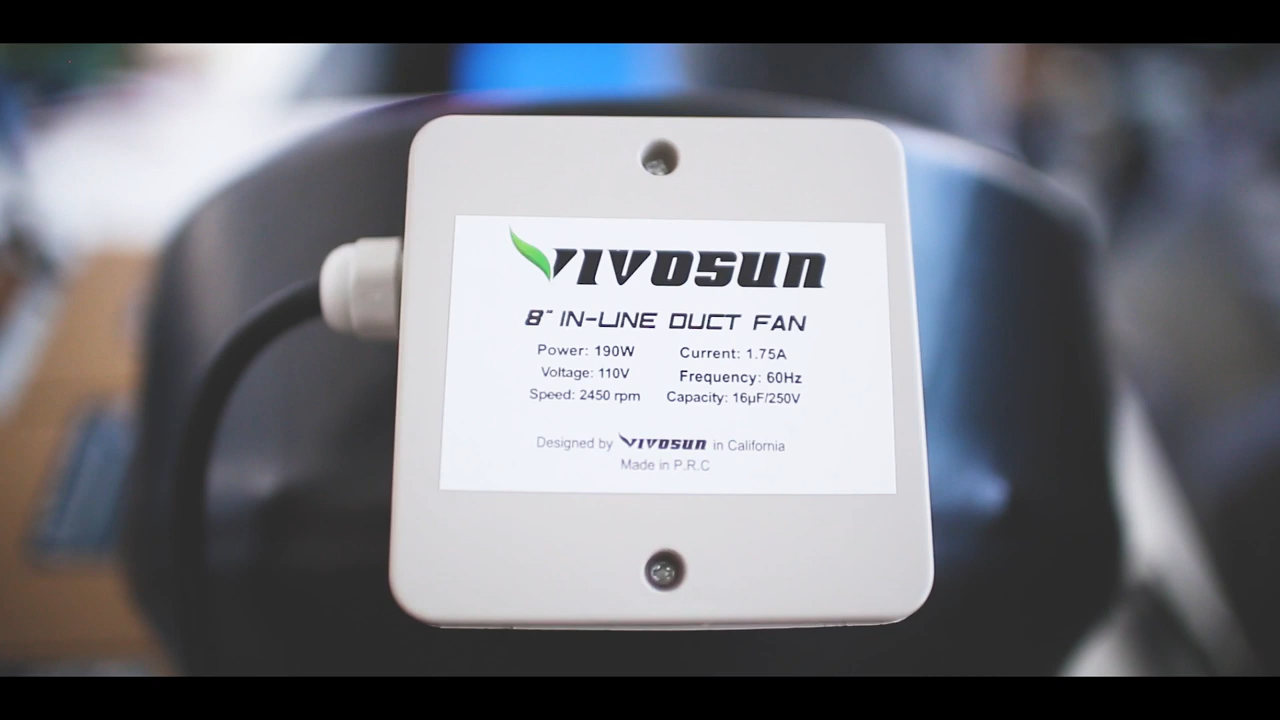 VIVOSUN
8" IN-LINE DUCT FAN
Power: 190W Current: 1.75A
Voltage: 110V Frequency: 60Hz
Speed: 2450 rpm Capacity: 16µF/250V
Designed by VIVOSUN in California
Made in P.R.C